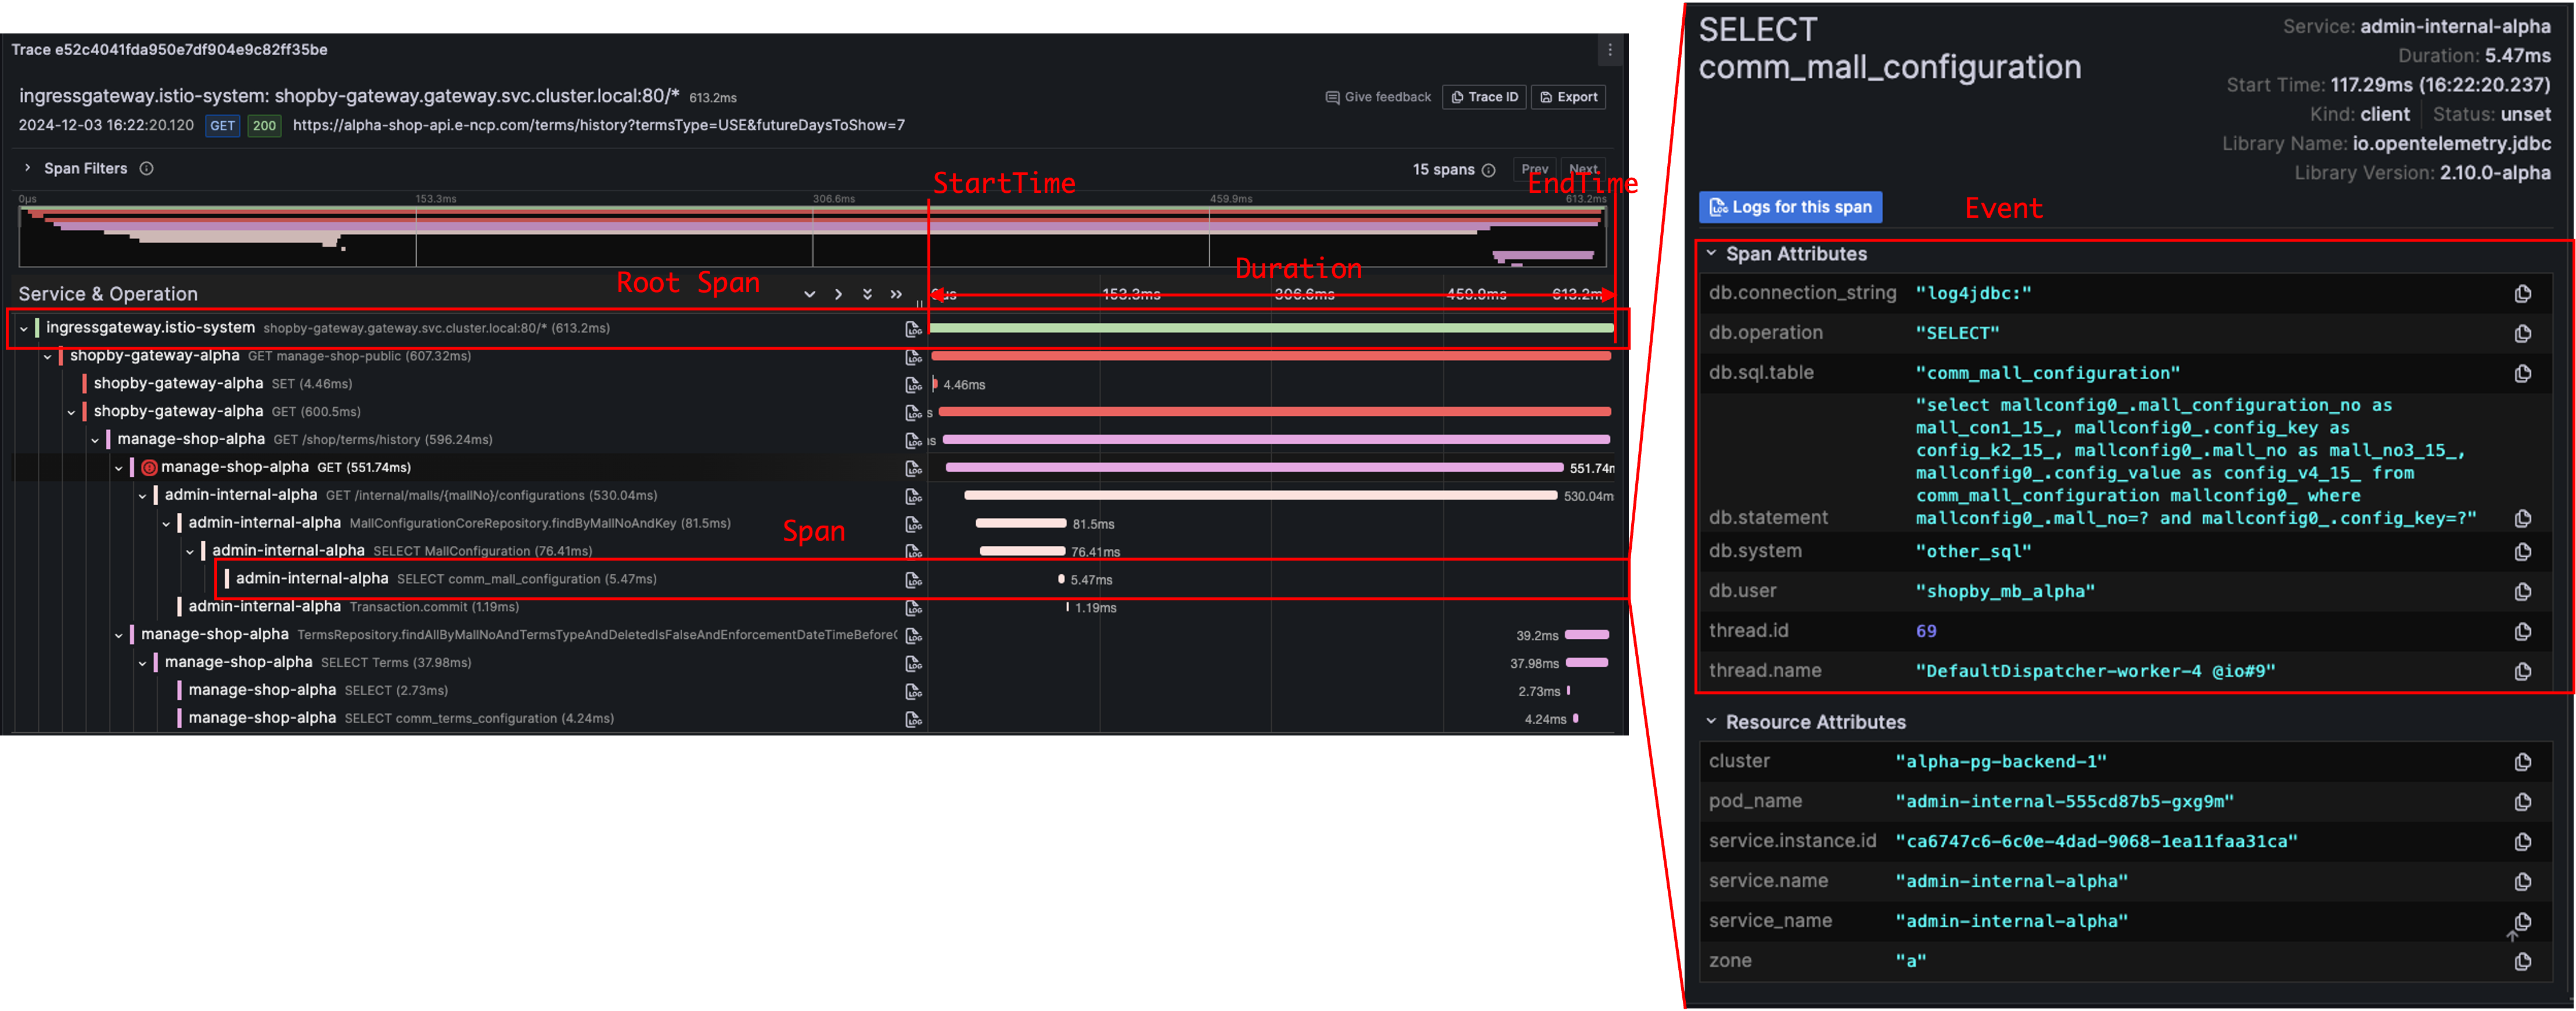 Trace e52c4041fda950e7df904e9c82ff35be
ingressgateway.istio-system: shopby-gateway.gateway.svc.cluster.local:80/* 613.2ms
Give feedback Trace ID Export
2024-12-03 16:22:20.120 GET 200 https://alpha-shop-api.e-ncp.com/terms/history?termsType=USE&futureDaysToShow=7
Span Filters
15 spans Prev Next
StartTime EndTime
0μs 153.3ms 306.6ms 459.9ms 613.2ms
Root Span Duration
Service & Operation
0μs 153.3ms 306.6ms 459.9ms 613.2ms
ingressgateway.istio-system shopby-gateway.gateway.svc.cluster.local:80/* (613.2ms)
shopby-gateway-alpha GET manage-shop-public (607.32ms)
shopby-gateway-alpha SET (4.46ms) 4.46ms
shopby-gateway-alpha GET (600.5ms)
manage-shop-alpha GET /shop/terms/history (596.24ms)
manage-shop-alpha GET (551.74ms) 551.74m
admin-internal-alpha GET /internal/malls/{mallNo}/configurations (530.04ms) 530.04m
admin-internal-alpha MallConfigurationCoreRepository.findByMallNoAndKey (81.5ms) 81.5ms
Span
admin-internal-alpha SELECT MallConfiguration (76.41ms) 76.41ms
admin-internal-alpha SELECT comm_mall_configuration (5.47ms) 5.47ms
admin-internal-alpha Transaction.commit (1.19ms) 1.19ms
manage-shop-alpha TermsRepository.findAllByMallNoAndTermsTypeAndDeletedIsFalseAndEnforcementDateTimeBefore 39.2ms
manage-shop-alpha SELECT Terms (37.98ms) 37.98ms
manage-shop-alpha SELECT (2.73ms) 2.73ms
manage-shop-alpha SELECT comm_terms_configuration (4.24ms) 4.24ms
SELECT
comm_mall_configuration
Service: admin-internal-alpha
Duration: 5.47ms
Start Time: 117.29ms (16:22:20.237)
Kind: client Status: unset
Library Name: io.opentelemetry.jdbc
Library Version: 2.10.0-alpha
Logs for this span
Event
Span Attributes
db.connection_string "log4jdbc:"
db.operation "SELECT"
db.sql.table "comm_mall_configuration"
"select mallconfig0_.mall_configuration_no as
mall_con1_15_, mallconfig0_.config_key as
config_k2_15_, mallconfig0_.mall_no as mall_no3_15_,
mallconfig0_.config_value as config_v4_15_ from
comm_mall_configuration mallconfig0_ where
db.statement mallconfig0_.mall_no=? and mallconfig0_.config_key=?"
db.system "other_sql"
db.user "shopby_mb_alpha"
thread.id 69
thread.name "DefaultDispatcher-worker-4 @io#9"
Resource Attributes
cluster "alpha-pg-backend-1"
pod_name "admin-internal-555cd87b5-gxg9m"
service.instance.id "ca6747c6-6c0e-4dad-9068-1ea11faa31ca"
service.name "admin-internal-alpha"
service_name "admin-internal-alpha"
zone "a"